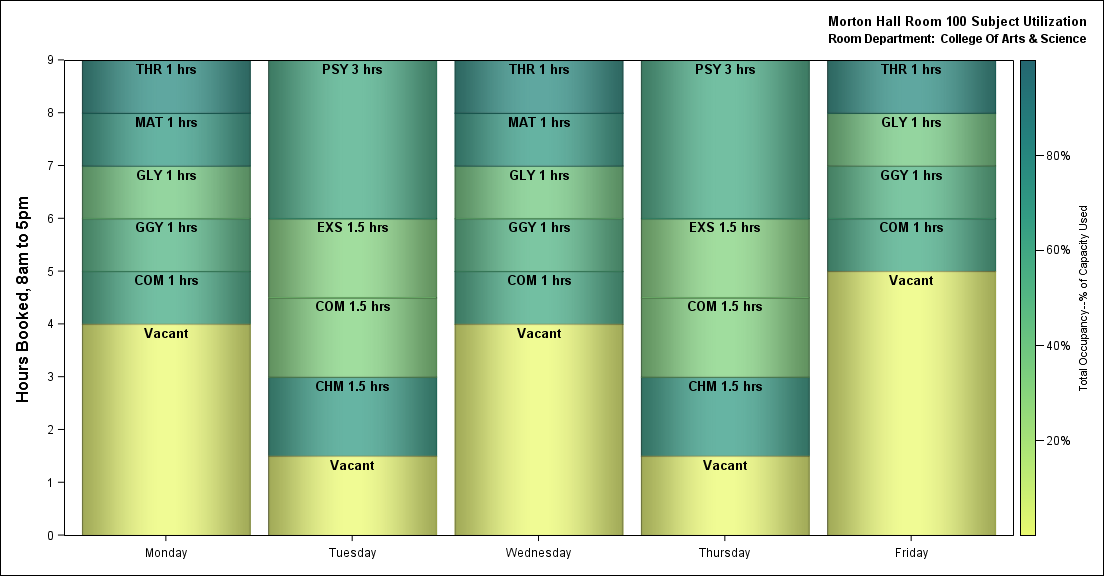 Morton Hall Room 100 Subject Utilization
Room Department: College Of Arts & Science
Hours Booked, 8am to 5pm
9
8
7
6
5
4
3
2
1
0
THR 1 hrs
MAT 1 hrs
GLY 1 hrs
GGY 1 hrs
COM 1 hrs
Vacant
PSY 3 hrs
EXS 1.5 hrs
COM 1.5 hrs
CHM 1.5 hrs
Vacant
THR 1 hrs
MAT 1 hrs
GLY 1 hrs
GGY 1 hrs
COM 1 hrs
Vacant
PSY 3 hrs
EXS 1.5 hrs
COM 1.5 hrs
CHM 1.5 hrs
Vacant
THR 1 hrs
GLY 1 hrs
GGY 1 hrs
COM 1 hrs
Vacant
Monday
Tuesday
Wednesday
Thursday
Friday
80%
60%
40%
20%
Total Occupancy--% of Capacity Used